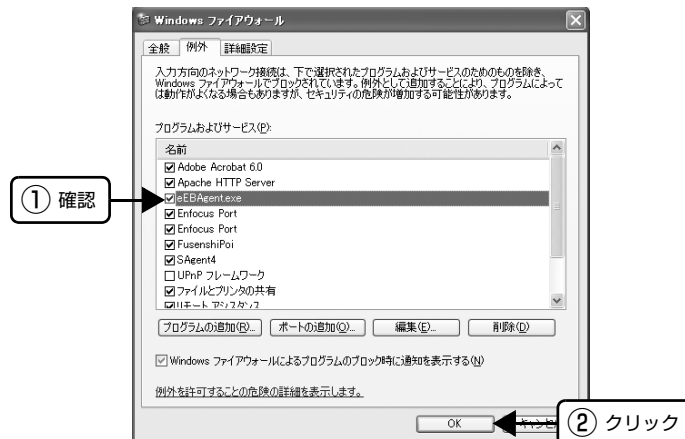 Windows ファイアウォール
全般 例外 詳細設定
入力方向のネットワーク接続は、下で選択されたプログラムおよびサービスのためのものを除き、
Windows ファイアウォールでブロックされています。例外として追加することにより、プログラムによって
は動作がよくなる場合もありますが、セキュリティの危険が増加する可能性があります。
プログラムおよびサービス(P):
名前
Adobe Acrobat 6.0
Apache HTTP Server
① 確認
eEBAgent.exe
Enfocus Port
Enfocus Port
FusenshiPoi
SAgent4
UPnP フレームワーク
ファイルとプリンタの共有
リモート アシスタンス
プログラムの追加(R)... ポートの追加(O)... 編集(E)... 削除(D)
Windows ファイアウォールによるプログラムのブロック時に通知を表示する(N)
例外を許可することの危険の詳細を表示します。
OK
② クリック